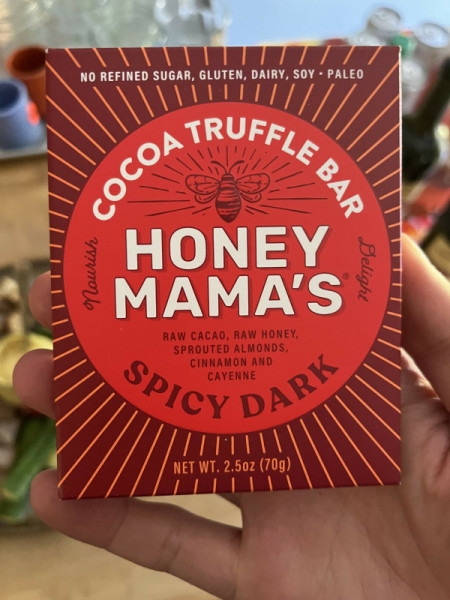 NO REFINED SUGAR, GLUTEN, DAIRY, SOY • PALEO
COCOA TRUFFLE BAR
Nourish
HONEY
MAMA'S®
Delight
RAW CACAO, RAW HONEY,
SPROUTED ALMONDS,
CINNAMON AND
CAYENNE
SPICY DARK
NET WT. 2.5oz (70g)